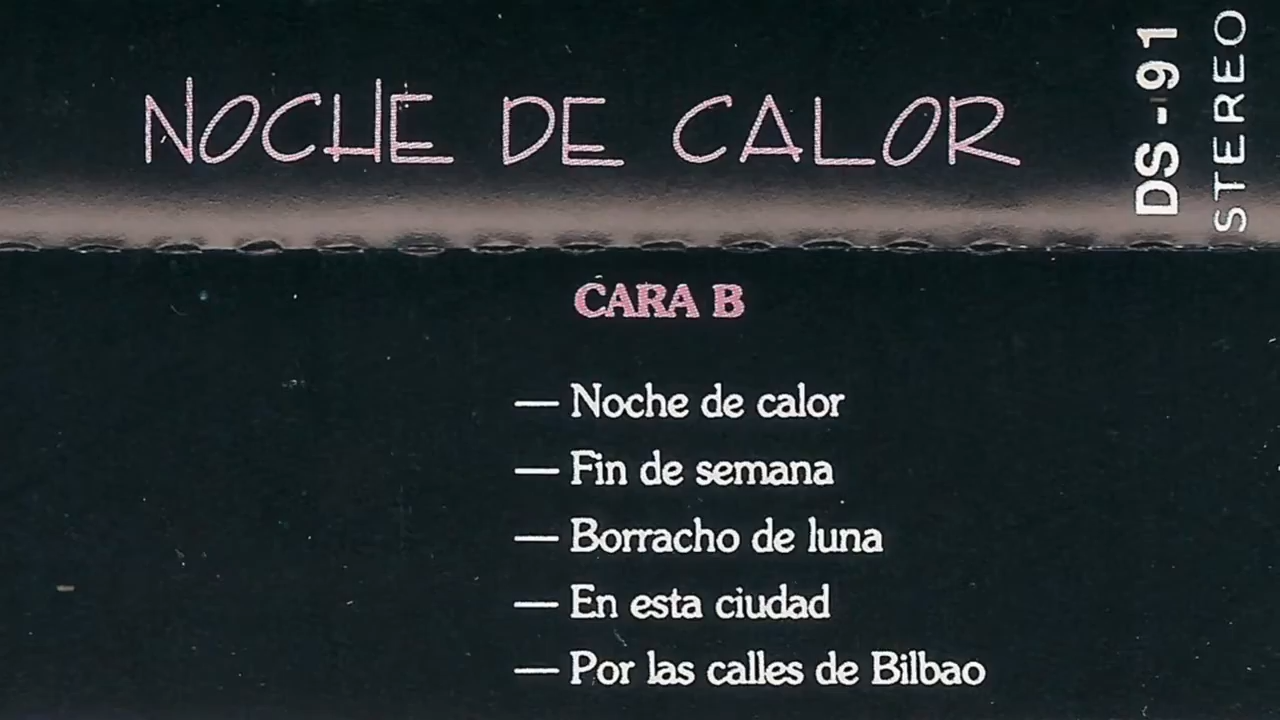 NOCHE DE CALOR
DS-91
STEREO
CARA B
— Noche de calor
— Fin de semana
— Borracho de luna
— En esta ciudad
— Por las calles de Bilbao